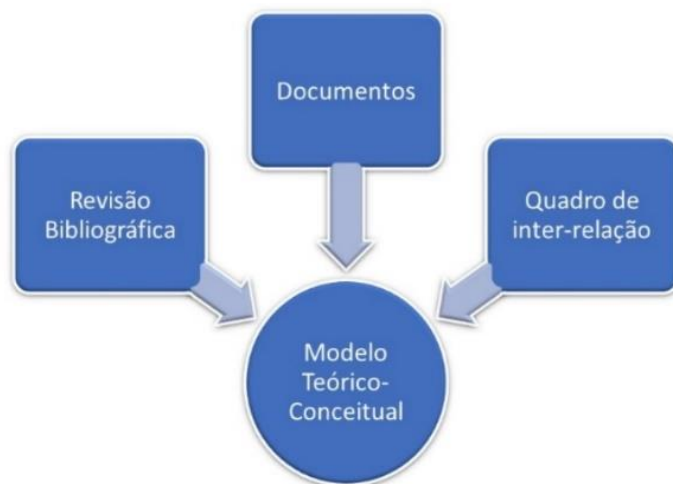 Documentos
Revisão
Bibliográfica
Quadro de
inter-relação
Modelo
Teórico-
Conceitual